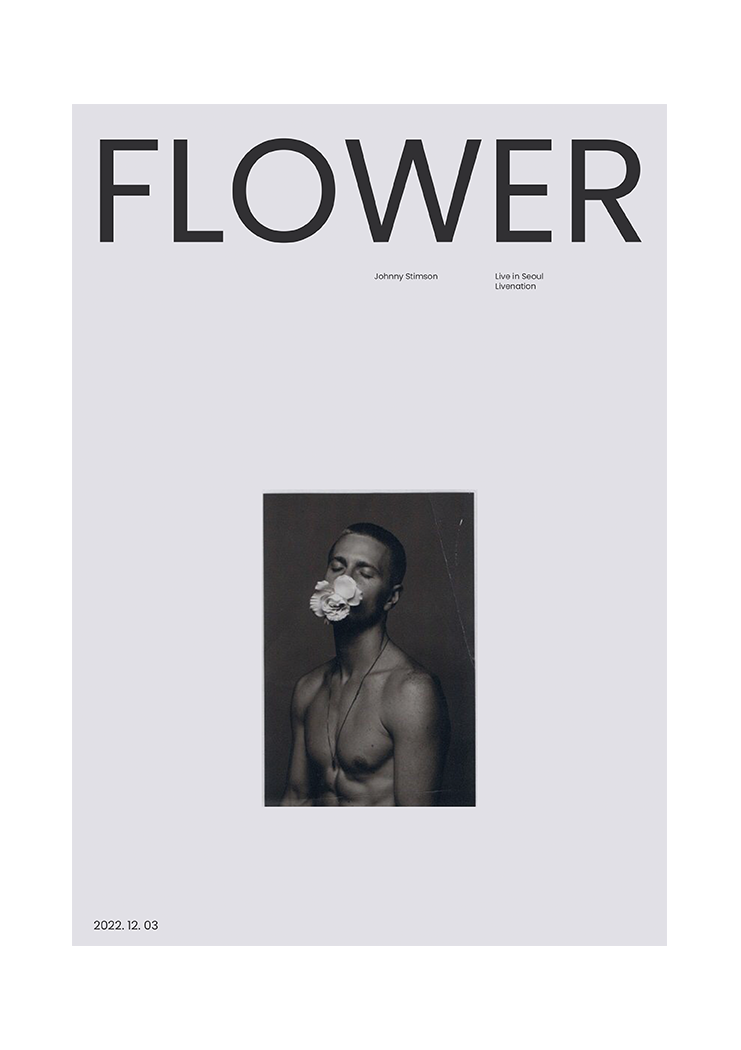 FLOWER
Johnny Stimson
Live in Seoul
Livenation
2022. 12. 03